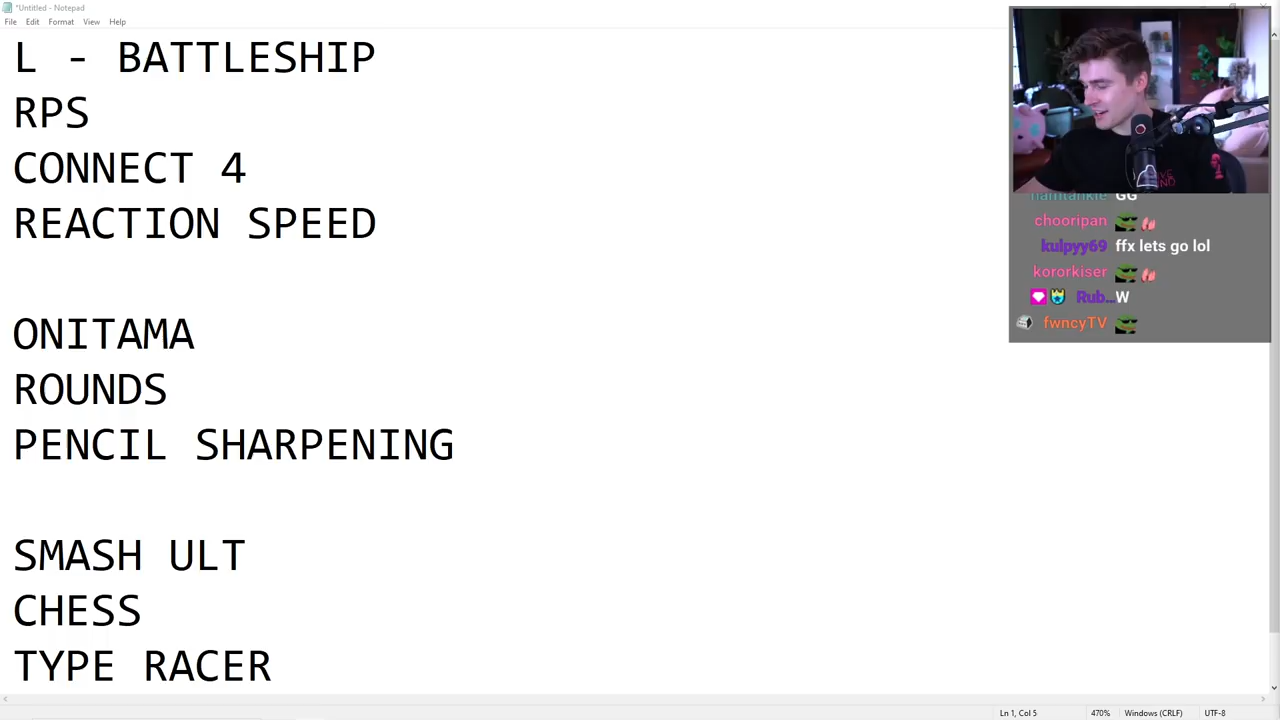 *Untitled - Notepad
File Edit Format View Help
L - BATTLESHIP
RPS
CONNECT 4
REACTION SPEED
ONITAMA
ROUNDS
PENCIL SHARPENING
SMASH ULT
CHESS
TYPE RACER
namtankie GG
chooripan
kulpyy69 ffx lets go lol
kororkiser
Rub... W
fwncyTV
Ln 1, Col 5 470% Windows (CRLF) UTF-8